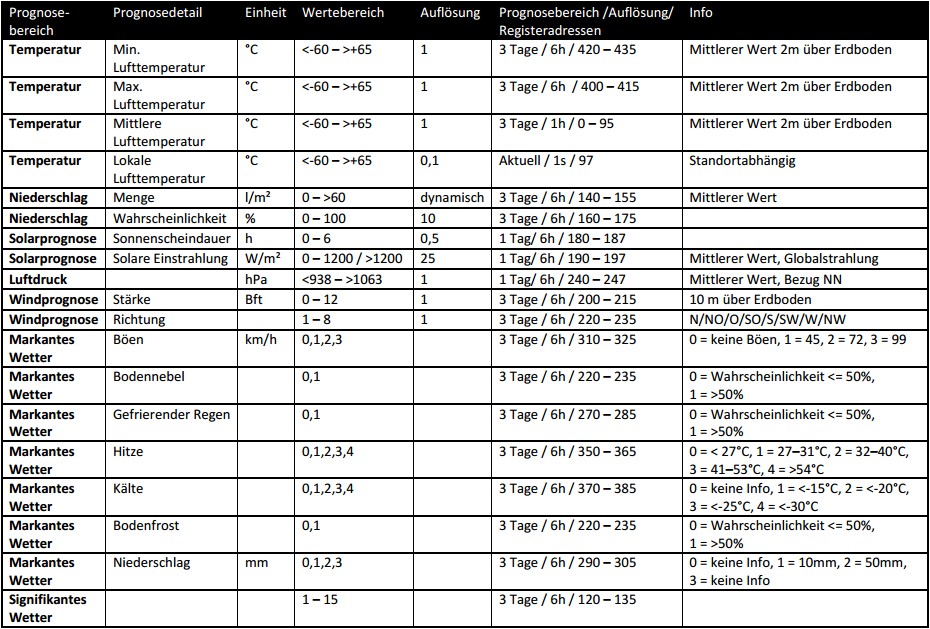 Prognose- Prognosedetail Einheit Wertebereich Auflösung Prognosebereich /Auflösung/ Info
bereich Registeradressen
Temperatur Min. °C <-60 – >+65 1 3 Tage / 6h / 420 – 435 Mittlerer Wert 2m über Erdboden
Lufttemperatur
Temperatur Max. °C <-60 – >+65 1 3 Tage / 6h  / 400 – 415 Mittlerer Wert 2m über Erdboden
Lufttemperatur
Temperatur Mittlere °C <-60 – >+65 1 3 Tage / 1h / 0 – 95 Mittlerer Wert 2m über Erdboden
Lufttemperatur
Temperatur Lokale °C <-60 – >+65 0,1 Aktuell / 1s / 97 Standortabhängig
Lufttemperatur
Niederschlag Menge l/m² 0 – >60 dynamisch 3 Tage / 6h / 140 – 155 Mittlerer Wert
Niederschlag Wahrscheinlichkeit % 0 – 100 10 3 Tage / 6h / 160 – 175
Solarprognose Sonnenscheindauer h 0 – 6 0,5 1 Tag/ 6h / 180 – 187
Solarprognose Solare Einstrahlung W/m² 0 – 1200 / >1200 25 1 Tag/ 6h / 190 – 197 Mittlerer Wert, Globalstrahlung
Luftdruck hPa <938 – >1063 1 1 Tag/ 6h / 240 – 247 Mittlerer Wert, Bezug NN
Windprognose Stärke Bft 0 – 12 1 3 Tage / 6h / 200 – 215 10 m über Erdboden
Windprognose Richtung 1 – 8 1 3 Tage / 6h / 220 – 235 N/NO/O/SO/S/SW/W/NW
Markantes Böen km/h 0,1,2,3 3 Tage / 6h / 310 – 325 0 = keine Böen, 1 = 45, 2 = 72, 3 = 99
Wetter
Markantes Bodennebel 0,1 3 Tage / 6h / 220 – 235 0 = Wahrscheinlichkeit <= 50%,
Wetter 1 = >50%
Markantes Gefrierender Regen 0,1 3 Tage / 6h / 270 – 285 0 = Wahrscheinlichkeit <= 50%,
Wetter 1 = >50%
Markantes Hitze 0,1,2,3,4 3 Tage / 6h / 350 – 365 0 = < 27°C, 1 = 27–31°C, 2 = 32–40°C,
Wetter 3 = 41–53°C, 4 = >54°C
Markantes Kälte 0,1,2,3,4 3 Tage / 6h / 370 – 385 0 = keine Info, 1 = <-15°C, 2 = <-20°C,
Wetter 3 = <-25°C, 4 = <-30°C
Markantes Bodenfrost 0,1 3 Tage / 6h / 220 – 235 0 = Wahrscheinlichkeit <= 50%,
Wetter 1 = >50%
Markantes Niederschlag mm 0,1,2,3 3 Tage / 6h / 290 – 305 0 = keine Info, 1 = 10mm, 2 = 50mm,
Wetter 3 = keine Info
Signifikantes 1 – 15 3 Tage / 6h / 120 – 135
Wetter